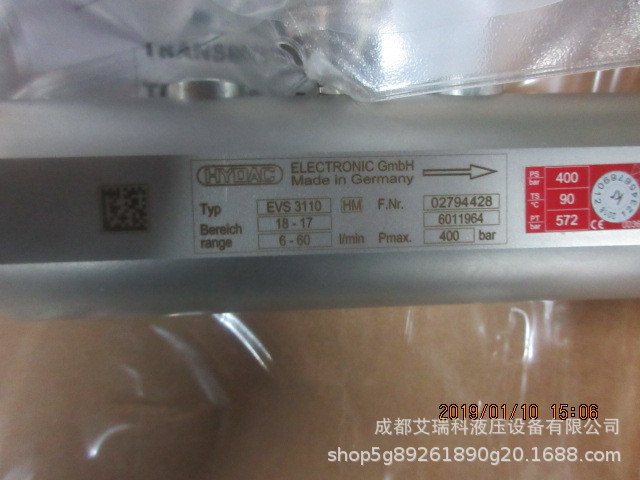 TRANSM
HYDAC ELECTRONIC GmbH
Made in Germany
Typ EVS 3110 HM F.Nr. 02794428
18 - 17 6011964
Bereich
range 6 - 60 l/min Pmax. 400 bar
PS
bar 400
TS
°C 90
PT
bar 572
CE
2019/01/10 15:06
成都艾瑞科液压设备有限公司
shop5g89261890g20.1688.com